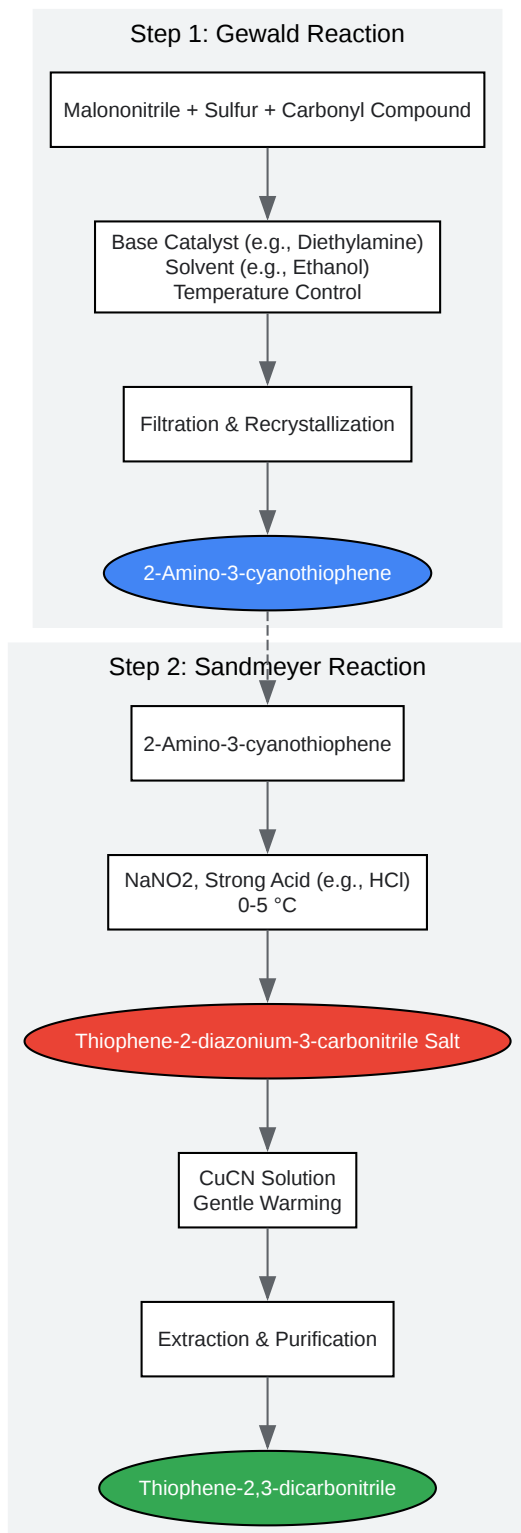 Step 1: Gewald Reaction
Malononitrile + Sulfur + Carbonyl Compound
Base Catalyst (e.g., Diethylamine)
Solvent (e.g., Ethanol)
Temperature Control
Filtration & Recrystallization
2-Amino-3-cyanothiophene
Step 2: Sandmeyer Reaction
2-Amino-3-cyanothiophene
NaNO2, Strong Acid (e.g., HCl)
0-5 °C
Thiophene-2-diazonium-3-carbonitrile Salt
CuCN Solution
Gentle Warming
Extraction & Purification
Thiophene-2,3-dicarbonitrile